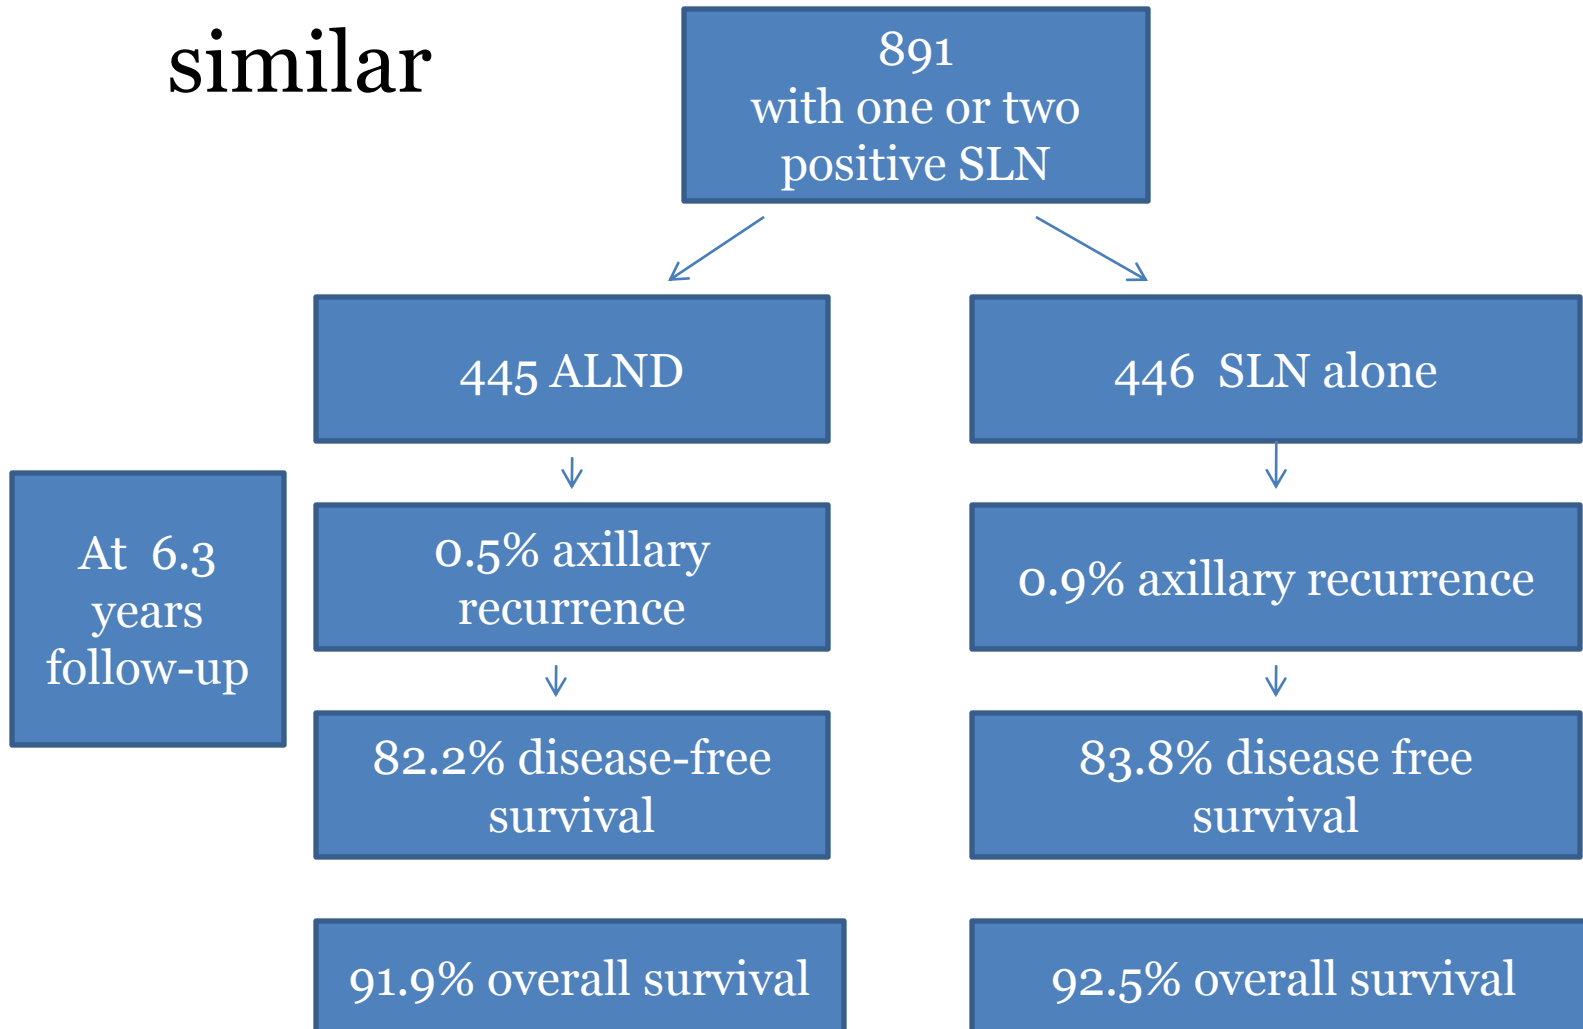 similar
891
with one or two
positive SLN
445 ALND
446 SLN alone
At 6.3
years
follow-up
0.5% axillary
recurrence
0.9% axillary recurrence
82.2% disease-free
survival
83.8% disease free
survival
91.9% overall survival
92.5% overall survival